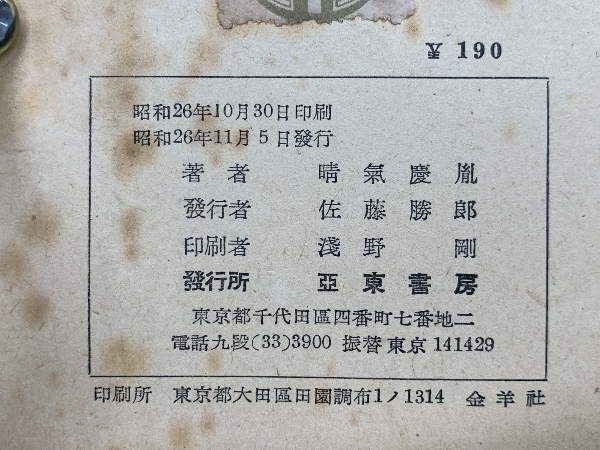 ¥ 190
昭和26年10月30日印刷
昭和26年11月5日發行
著者 晴氣慶胤
發行者 佐藤勝郎
印刷者 淺野剛
發行所 亞東書房
東京都千代田區四番町七番地二
電話九段(33)3900 振替東京141429
印刷所 東京都大田區田園調布1ノ1314 金羊社